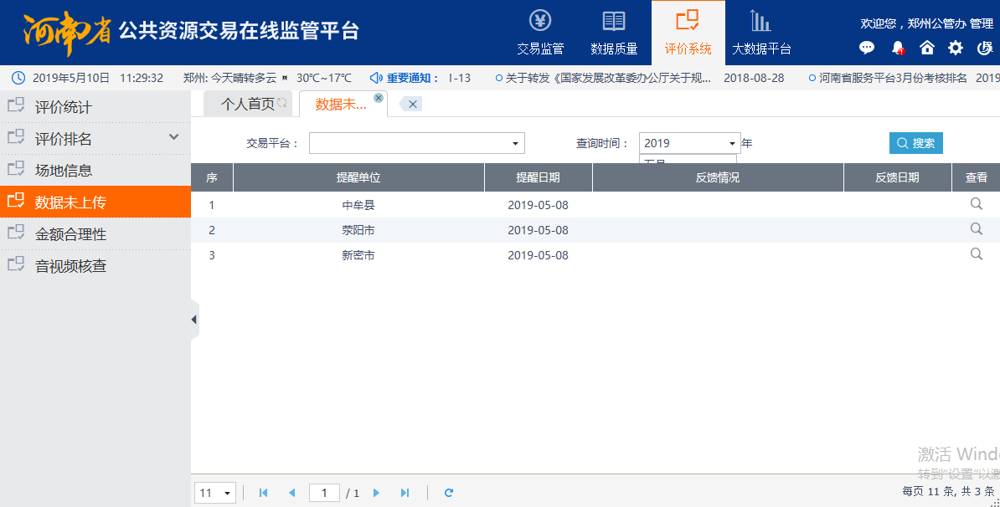 河南省 公共资源交易在线监管平台
交易监管 数据质量 评价系统 大数据平台
欢迎您，郑州公管办 管理
2019年5月10日 11:29:32 郑州: 今天晴转多云 30℃~17℃ 重要通知： 1-13 关于转发《国家发展改革委办公厅关于规... 2018-08-28 河南省服务平台3月份考核排名 2019
评价统计
评价排名
场地信息
数据未上传
金额合理性
音视频核查
个人首页 数据未...
交易平台： 查询时间： 2019 年 搜索
序 提醒单位 提醒日期 反馈情况 反馈日期 查看
1 中牟县 2019-05-08
2 荥阳市 2019-05-08
3 新密市 2019-05-08
激活 Wind
转到"设置"以激
11 1 / 1 每页 11 条, 共 3 条